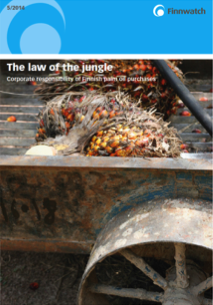 5/2014
Finnwatch
The law of the jungle
Corporate responsibility of Finnish palm oil purchases